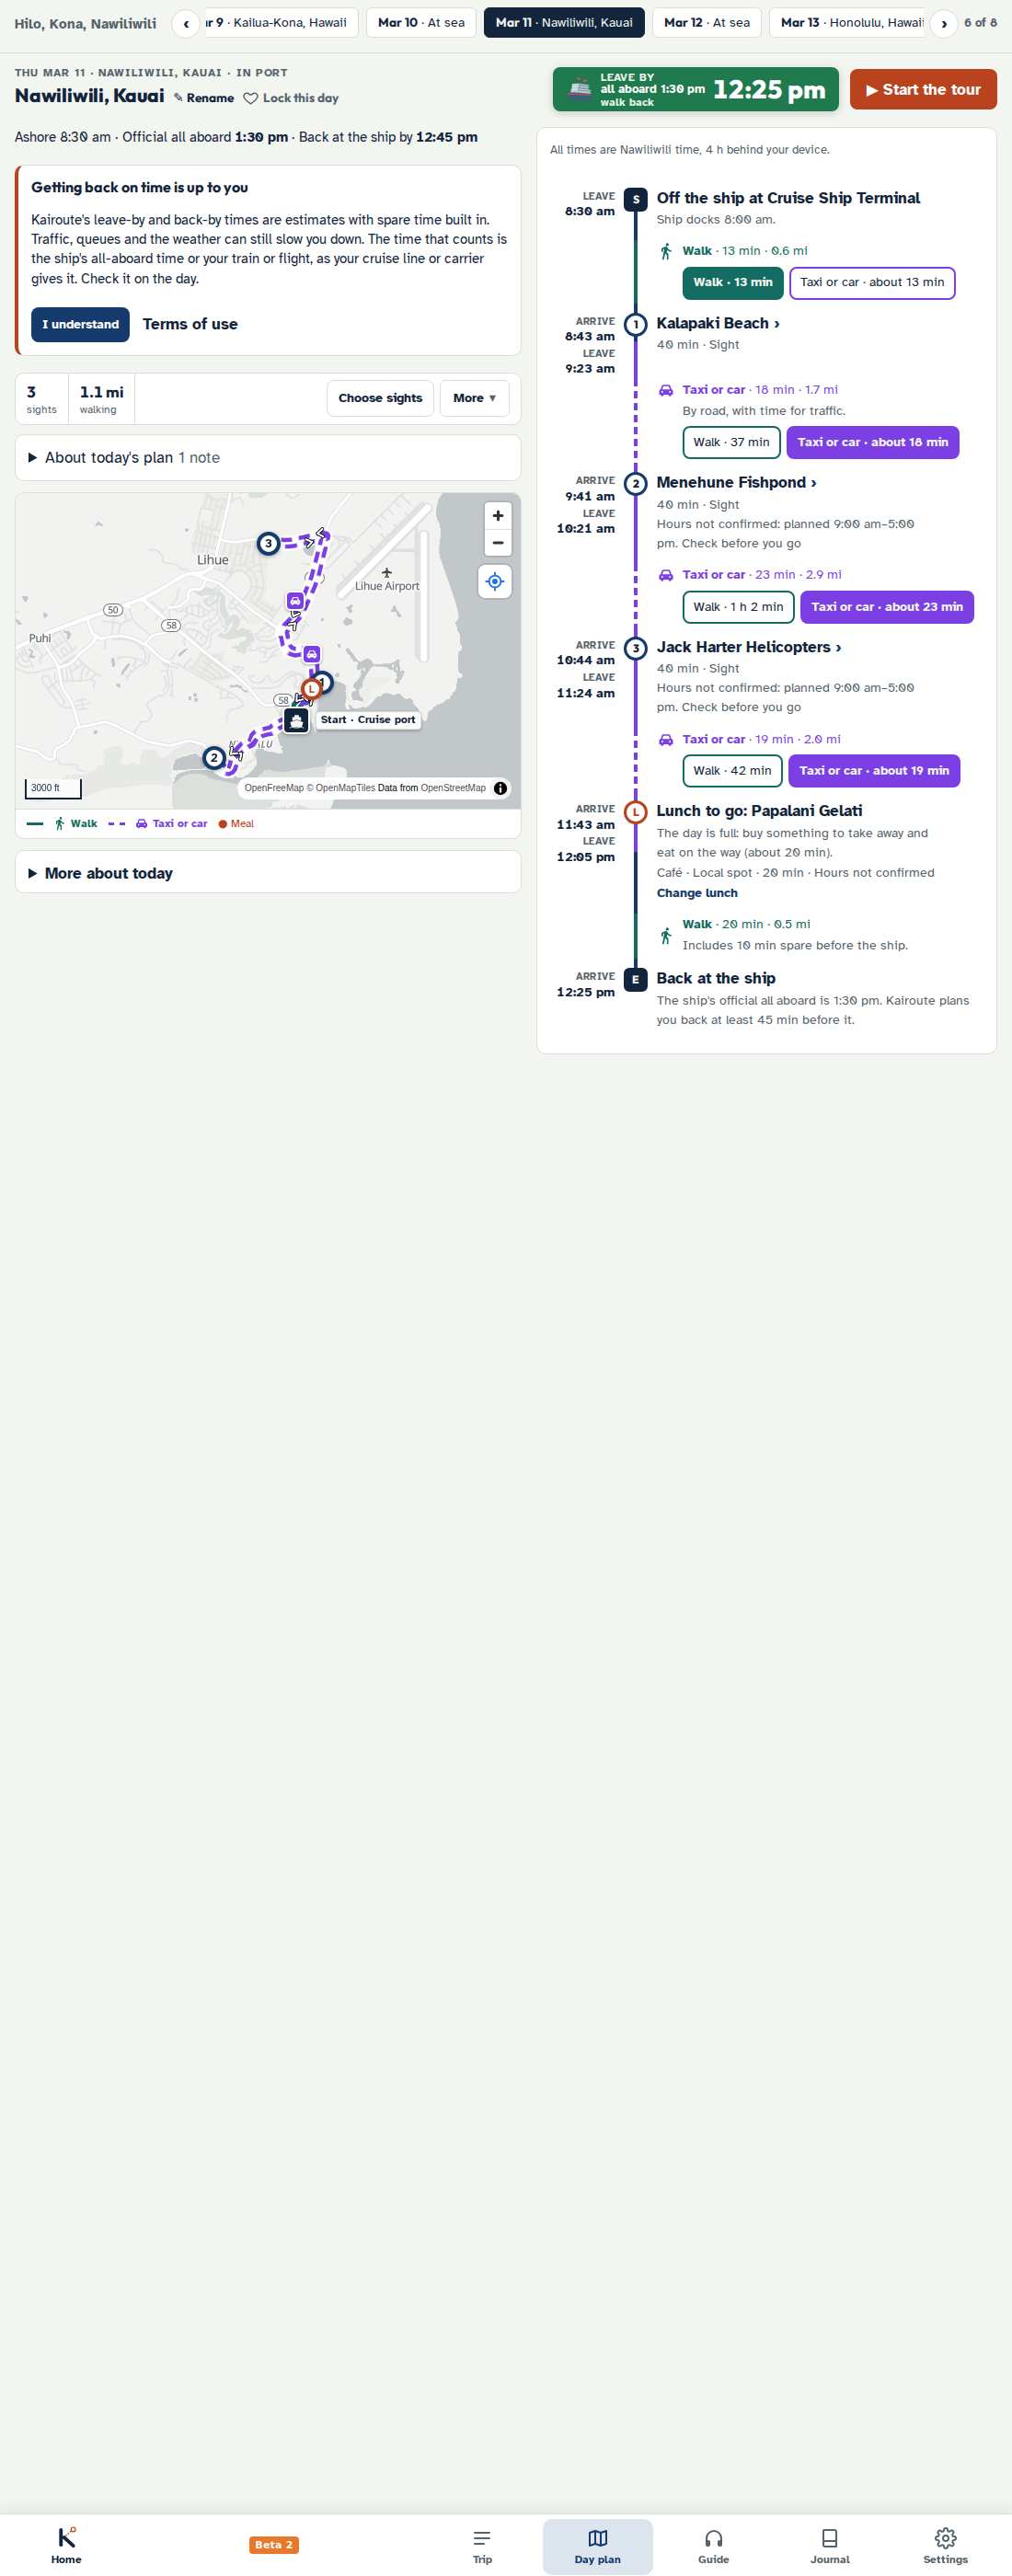 Hilo, Kona, Nawiliwili
‹
ar 9 · Kailua-Kona, Hawaii
Mar 10 · At sea
Mar 11 · Nawiliwili, Kauai
Mar 12 · At sea
Mar 13 · Honolulu, Hawaii
›
6 of 8
THU MAR 11 · NAWILIWILI, KAUAI · IN PORT
Nawiliwili, Kauai ✎ Rename Lock this day
LEAVE BY
all aboard 1:30 pm
walk back
12:25 pm
▶ Start the tour
Ashore 8:30 am · Official all aboard 1:30 pm · Back at the ship by 12:45 pm
Getting back on time is up to you
Kairoute's leave-by and back-by times are estimates with spare time built in.
Traffic, queues and the weather can still slow you down. The time that counts is
the ship's all-aboard time or your train or flight, as your cruise line or carrier
gives it. Check it on the day.
I understand
Terms of use
3
sights
1.1 mi
walking
Choose sights
More ▼
▶ About today's plan 1 note
Lihue
Lihue Airport
50
58
Puhi
58
3
1
L
2
Start · Cruise port
3000 ft
OpenFreeMap © OpenMapTiles Data from OpenStreetMap
+
−
Walk
Taxi or car
Meal
▶ More about today
All times are Nawiliwili time, 4 h behind your device.
LEAVE
8:30 am
S
Off the ship at Cruise Ship Terminal
Ship docks 8:00 am.
Walk · 13 min · 0.6 mi
Walk · 13 min
Taxi or car · about 13 min
ARRIVE
8:43 am
LEAVE
9:23 am
1
Kalapaki Beach ›
40 min · Sight
Taxi or car · 18 min · 1.7 mi
By road, with time for traffic.
Walk · 37 min
Taxi or car · about 18 min
ARRIVE
9:41 am
LEAVE
10:21 am
2
Menehune Fishpond ›
40 min · Sight
Hours not confirmed: planned 9:00 am–5:00
pm. Check before you go
Taxi or car · 23 min · 2.9 mi
Walk · 1 h 2 min
Taxi or car · about 23 min
ARRIVE
10:44 am
LEAVE
11:24 am
3
Jack Harter Helicopters ›
40 min · Sight
Hours not confirmed: planned 9:00 am–5:00
pm. Check before you go
Taxi or car · 19 min · 2.0 mi
Walk · 42 min
Taxi or car · about 19 min
ARRIVE
11:43 am
LEAVE
12:05 pm
L
Lunch to go: Papalani Gelati
The day is full: buy something to take away and
eat on the way (about 20 min).
Café · Local spot · 20 min · Hours not confirmed
Change lunch
Walk · 20 min · 0.5 mi
Includes 10 min spare before the ship.
ARRIVE
12:25 pm
E
Back at the ship
The ship's official all aboard is 1:30 pm. Kairoute plans
you back at least 45 min before it.
Home
Beta 2
Trip
Day plan
Guide
Journal
Settings